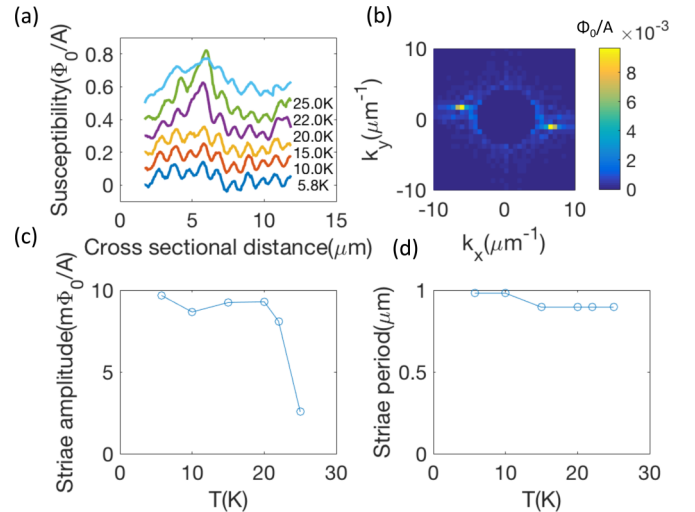 (a)
Susceptibility(Φ₀/A)
0.8
0.6
0.4
0.2
0
25.0K
22.0K
20.0K
15.0K
10.0K
5.8K
0 5 10 15
Cross sectional distance(μm)
(b)
Φ₀/A ×10⁻³
k_y(μm⁻¹)
10
0
-10
-10 0 10
k_x(μm⁻¹)
8
6
4
2
0
(c)
Striae amplitude(mΦ₀/A)
10
5
0
0 10 20 30
T(K)
(d)
Striae period(μm)
1
0.5
0
0 10 20 30
T(K)